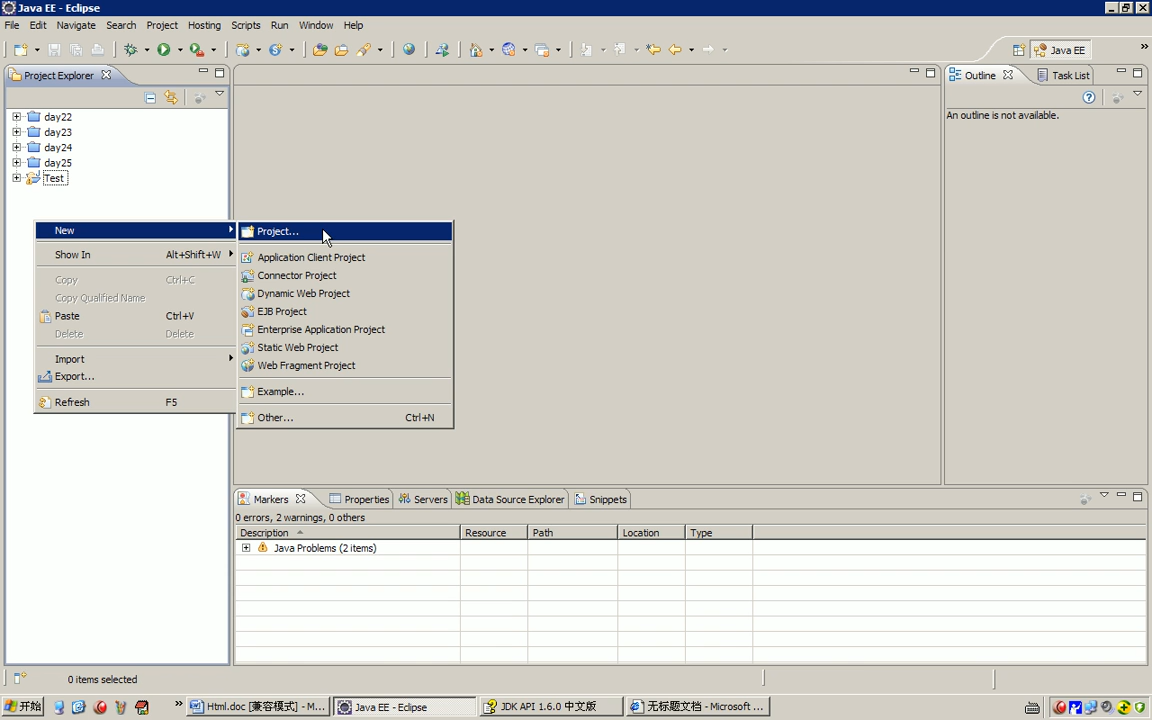 Java EE - Eclipse
File Edit Navigate Search Project Hosting Scripts Run Window Help
Java EE
Project Explorer
day22
day23
day24
day25
Test
New
Show In Alt+Shift+W
Copy Ctrl+C
Copy Qualified Name
Paste Ctrl+V
Delete Delete
Import
Export...
Refresh F5
Project...
Application Client Project
Connector Project
Dynamic Web Project
EJB Project
Enterprise Application Project
Static Web Project
Web Fragment Project
Example...
Other... Ctrl+N
Outline Task List
An outline is not available.
Markers Properties Servers Data Source Explorer Snippets
0 errors, 2 warnings, 0 others
Description Resource Path Location Type
Java Problems (2 items)
0 items selected
开始 Html.doc [兼容模式] - M... Java EE - Eclipse JDK API 1.6.0 中文版 无标题文档 - Microsoft ...